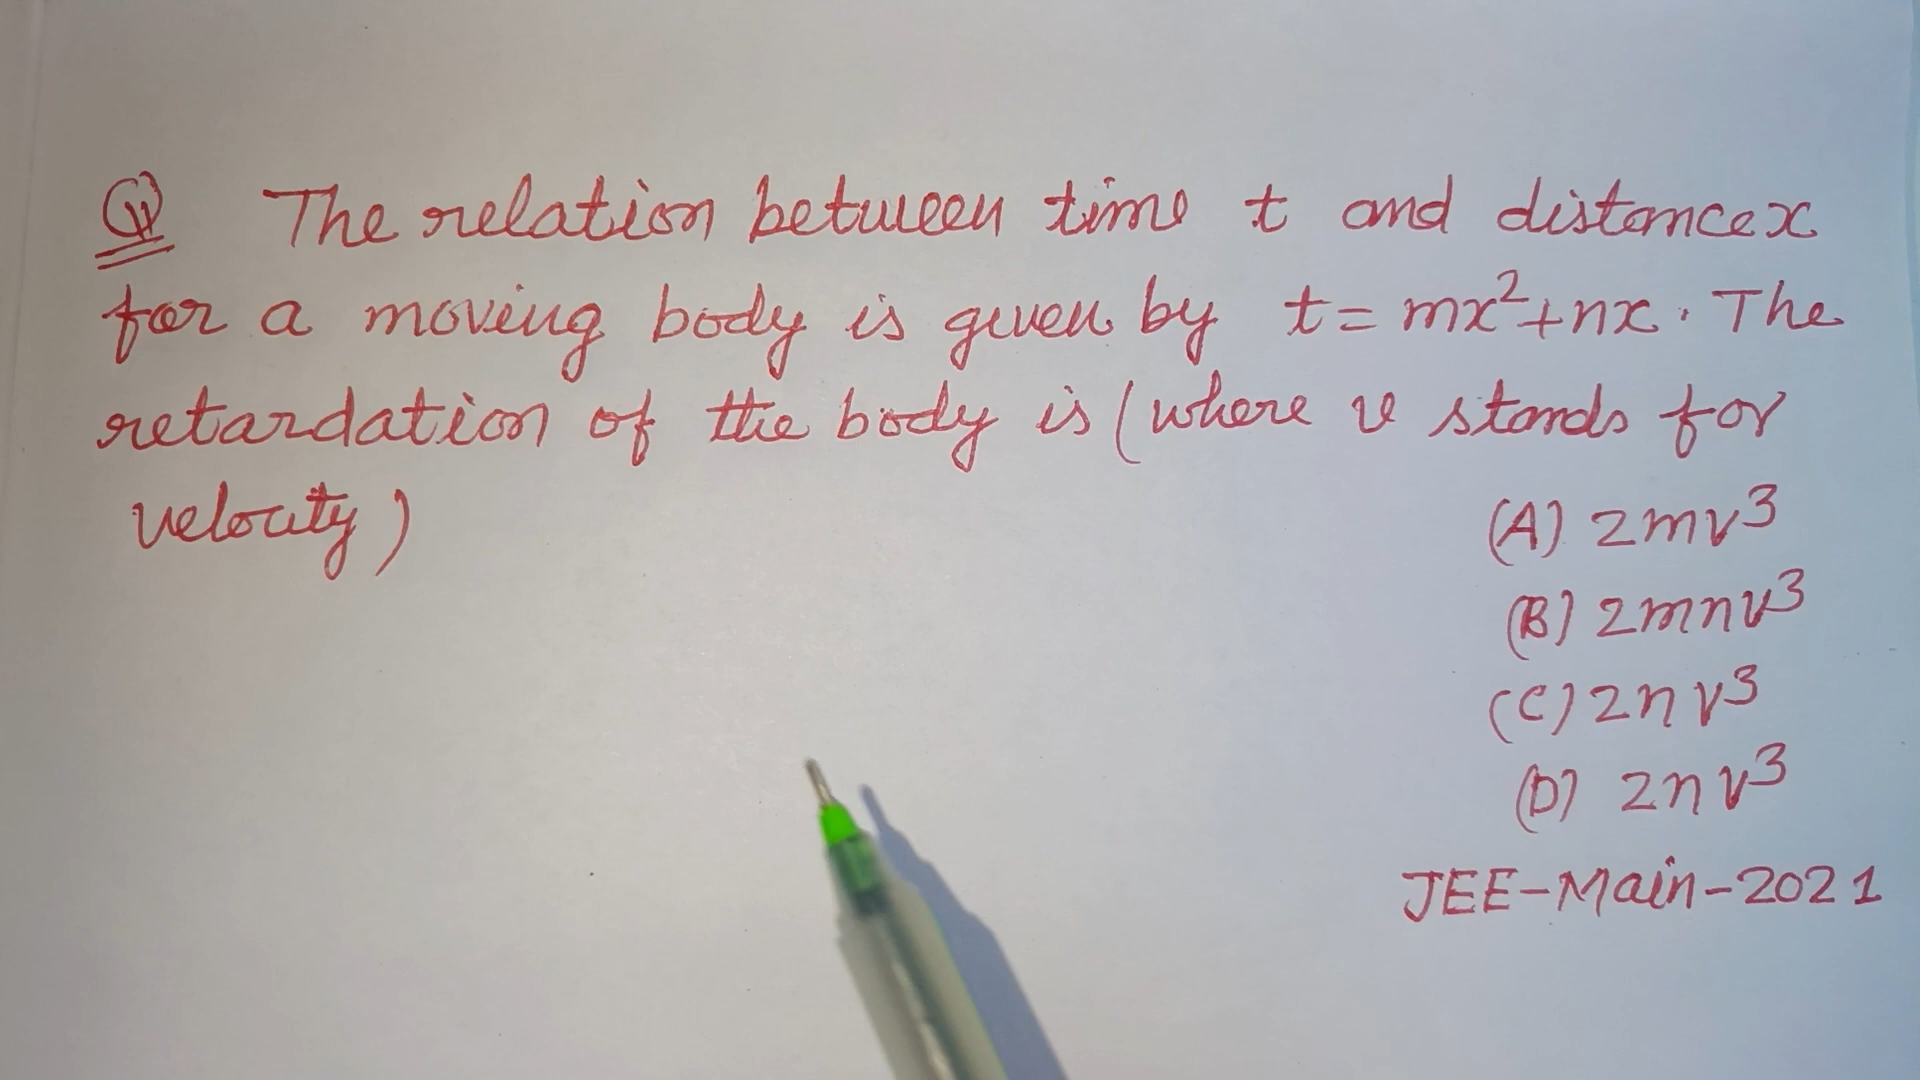 Q The relation between time t and distance x
for a moving body is given by t = mx²+nx. The
retardation of the body is (where v stands for
velocity)
(A) 2mv³
(B) 2mnv³
(C) 2nv³
(D) 2nv³
JEE-Main-2021